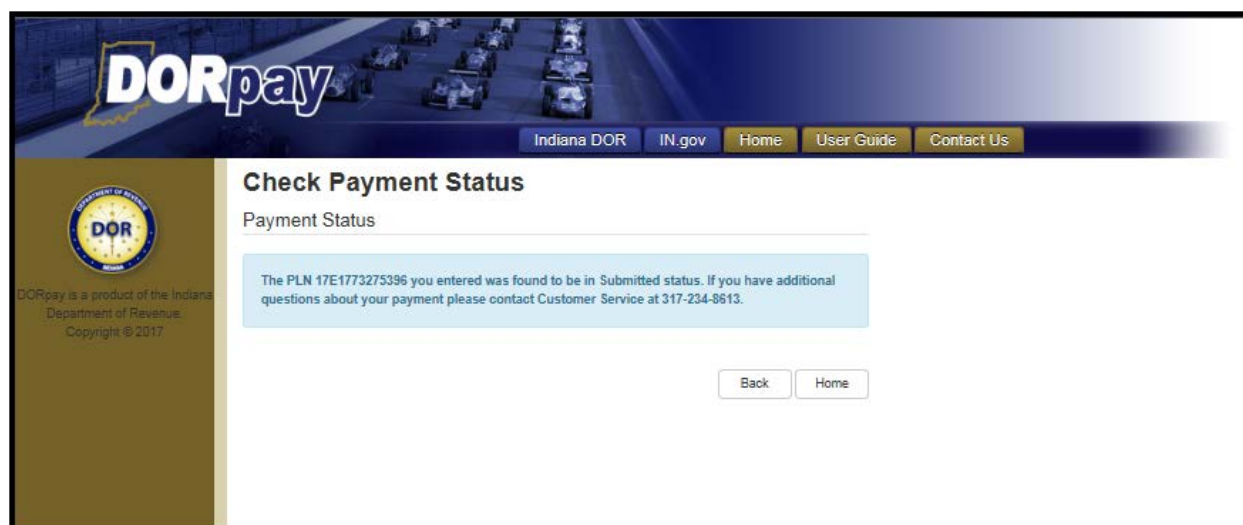 DORpay
Indiana DOR IN.gov Home User Guide Contact Us
DEPARTMENT OF REVENUE
DOR
INDIANA
DORpay is a product of the Indiana
Department of Revenue.
Copyright © 2017
Check Payment Status
Payment Status
The PLN 17E1773275396 you entered was found to be in Submitted status. If you have additional
questions about your payment please contact Customer Service at 317-234-8613.
Back Home